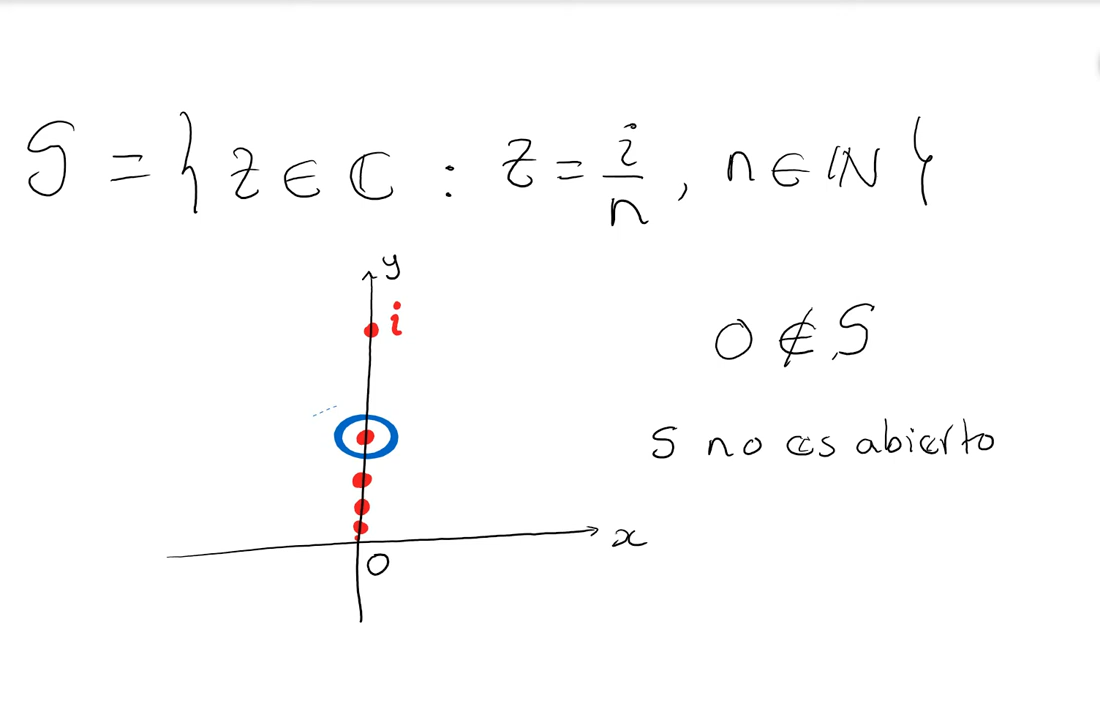 S = { z ∈ ℂ : z = i/n , n ∈ ℕ }
y
i
0 ∉ S
S no es abierto
x
0